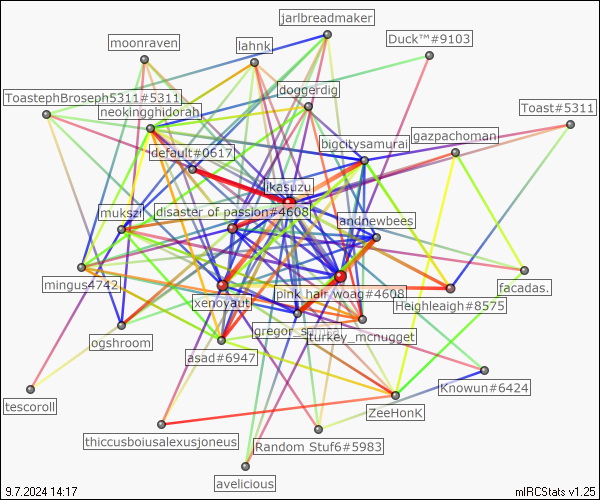 jarlbreadmaker
Duck™#9103
moonraven
lahnk
doggerdig
ToastephBroseph5311#5311
neokingghidorah
Toast#5311
gazpachoman
bigcitysamurai
default#0617
ikasuzu
mukszi
disaster of passion#4608
andnewbees
mingus4742
xenoyaut
pink hair woag#4608
facadas.
Heighleaigh#8575
gregor_s
turkey_mcnugget
ogshroom
asad#6947
Knowun#6424
tescoroll
ZeeHonK
thiccusboiusalexusjoneus
Random Stuf6#5983
avelicious
9.7.2024 14:17
mIRCStats v1.25